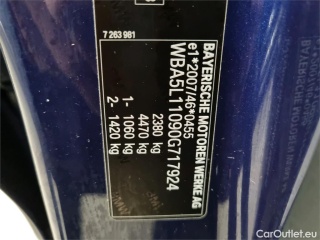 7 263 981
BAYERISCHE MOTOREN WERKE AG
e1*2007/46*0455
WBA5L11090G717924
2380 kg
4470 kg
1- 1060 kg
2- 1420 kg
CarOutlet.eu